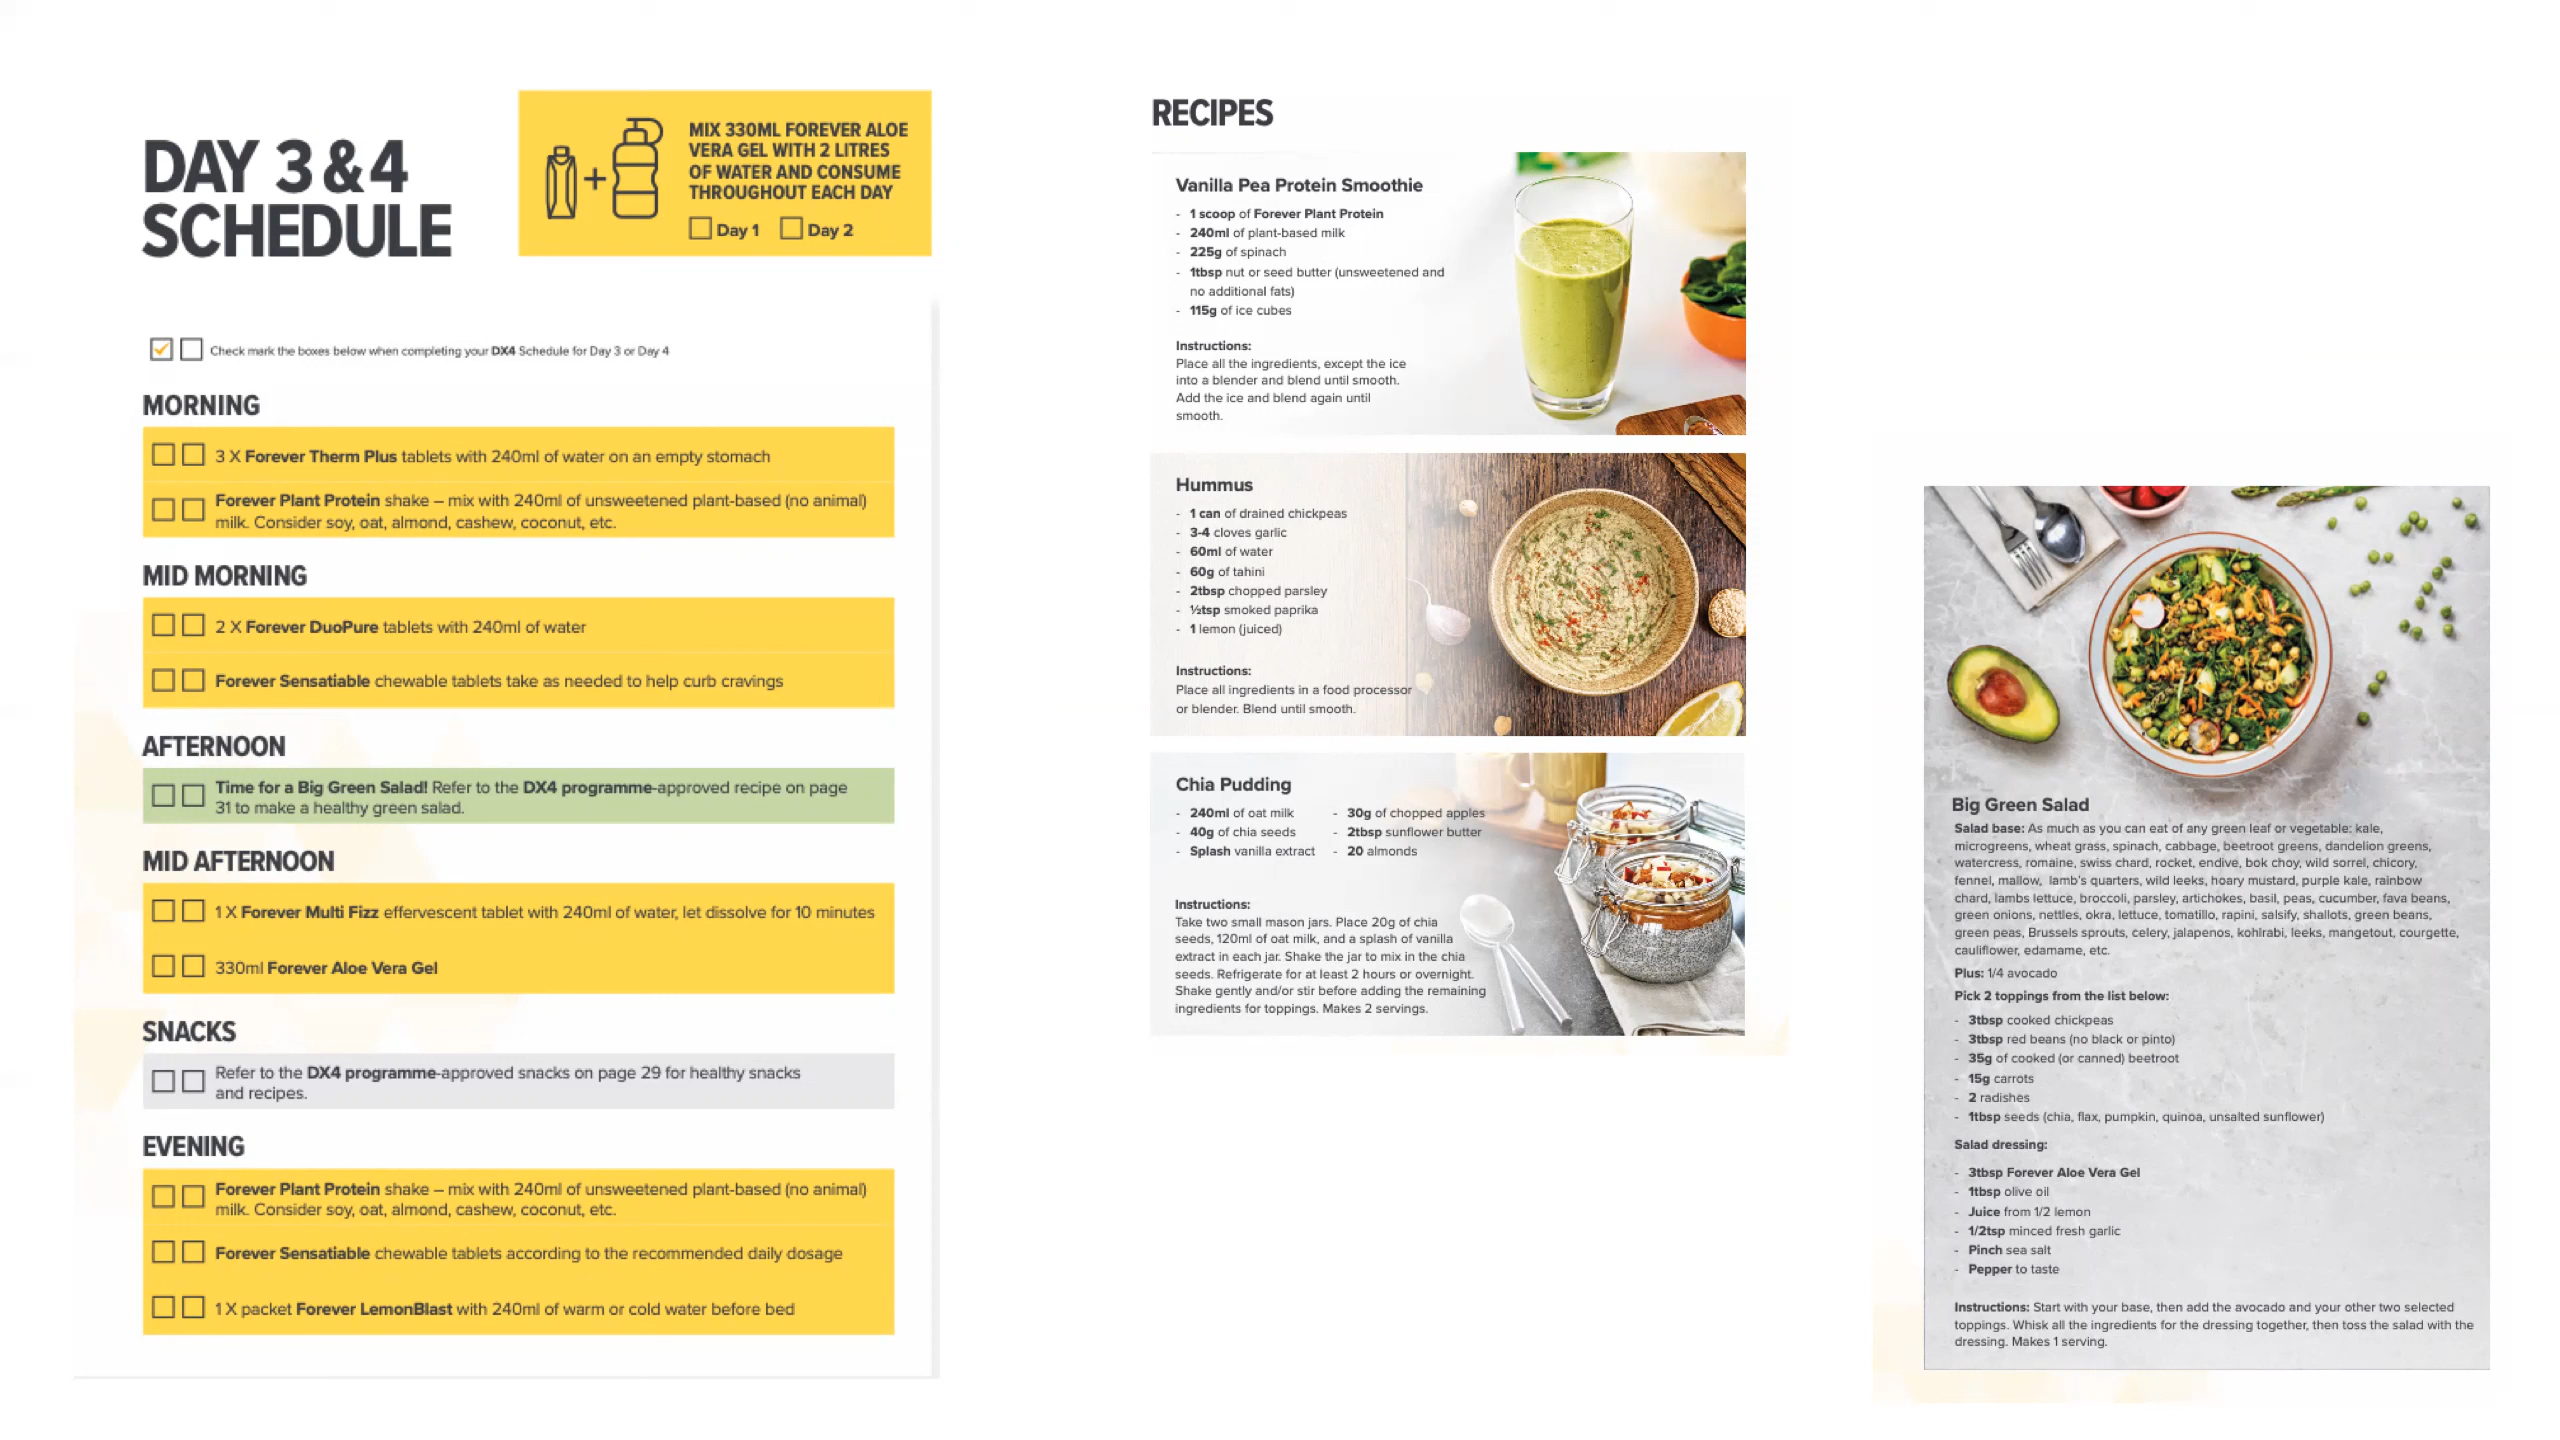 DAY 3 & 4
SCHEDULE
MIX 330ML FOREVER ALOE
VERA GEL WITH 2 LITRES
OF WATER AND CONSUME
THROUGHOUT EACH DAY
Day 1 Day 2
Check mark the boxes below when completing your DX4 Schedule for Day 3 or Day 4
MORNING
3 X Forever Therm Plus tablets with 240ml of water on an empty stomach
Forever Plant Protein shake – mix with 240ml of unsweetened plant-based (no animal)
milk. Consider soy, oat, almond, cashew, coconut, etc.
MID MORNING
2 X Forever DuoPure tablets with 240ml of water
Forever Sensatiable chewable tablets take as needed to help curb cravings
AFTERNOON
Time for a Big Green Salad! Refer to the DX4 programme-approved recipe on page
31 to make a healthy green salad.
MID AFTERNOON
1 X Forever Multi Fizz effervescent tablet with 240ml of water, let dissolve for 10 minutes
330ml Forever Aloe Vera Gel
SNACKS
Refer to the DX4 programme-approved snacks on page 29 for healthy snacks
and recipes.
EVENING
Forever Plant Protein shake – mix with 240ml of unsweetened plant-based (no animal)
milk. Consider soy, oat, almond, cashew, coconut, etc.
Forever Sensatiable chewable tablets according to the recommended daily dosage
1 X packet Forever LemonBlast with 240ml of warm or cold water before bed
RECIPES
Vanilla Pea Protein Smoothie
- 1 scoop of Forever Plant Protein
- 240ml of plant-based milk
- 225g of spinach
- 1tbsp nut or seed butter (unsweetened and
no additional fats)
- 115g of ice cubes
Instructions:
Place all the ingredients, except the ice
into a blender and blend until smooth.
Add the ice and blend again until
smooth.
Hummus
- 1 can of drained chickpeas
- 3-4 cloves garlic
- 60ml of water
- 60g of tahini
- 2tbsp chopped parsley
- ½tsp smoked paprika
- 1 lemon (juiced)
Instructions:
Place all ingredients in a food processor
or blender. Blend until smooth.
Chia Pudding
- 240ml of oat milk
- 40g of chia seeds
- Splash vanilla extract
- 30g of chopped apples
- 2tbsp sunflower butter
- 20 almonds
Instructions:
Take two small mason jars. Place 20g of chia
seeds, 120ml of oat milk, and a splash of vanilla
extract in each jar. Shake the jar to mix in the chia
seeds. Refrigerate for at least 2 hours or overnight.
Shake gently and/or stir before adding the remaining
ingredients for toppings. Makes 2 servings.
Big Green Salad
Salad base: As much as you can eat of any green leaf or vegetable: kale,
microgreens, wheat grass, spinach, cabbage, beetroot greens, dandelion greens,
watercress, romaine, swiss chard, rocket, endive, bok choy, wild sorrel, chicory,
fennel, mallow, lamb's quarters, wild leeks, hoary mustard, purple kale, rainbow
chard, lambs lettuce, broccoli, parsley, artichokes, basil, peas, cucumber, fava beans,
green onions, nettles, okra, lettuce, tomatillo, rapini, salsify, shallots, green beans,
green peas, Brussels sprouts, celery, jalapenos, kohlrabi, leeks, mangetout, courgette,
cauliflower, edamame, etc.
Plus: 1/4 avocado
Pick 2 toppings from the list below:
- 3tbsp cooked chickpeas
- 3tbsp red beans (no black or pinto)
- 35g of cooked (or canned) beetroot
- 15g carrots
- 2 radishes
- 1tbsp seeds (chia, flax, pumpkin, quinoa, unsalted sunflower)
Salad dressing:
- 3tbsp Forever Aloe Vera Gel
- 1tbsp olive oil
- Juice from 1/2 lemon
- 1/2tsp minced fresh garlic
- Pinch sea salt
- Pepper to taste
Instructions: Start with your base, then add the avocado and your other two selected
toppings. Whisk all the ingredients for the dressing together, then toss the salad with the
dressing. Makes 1 serving.